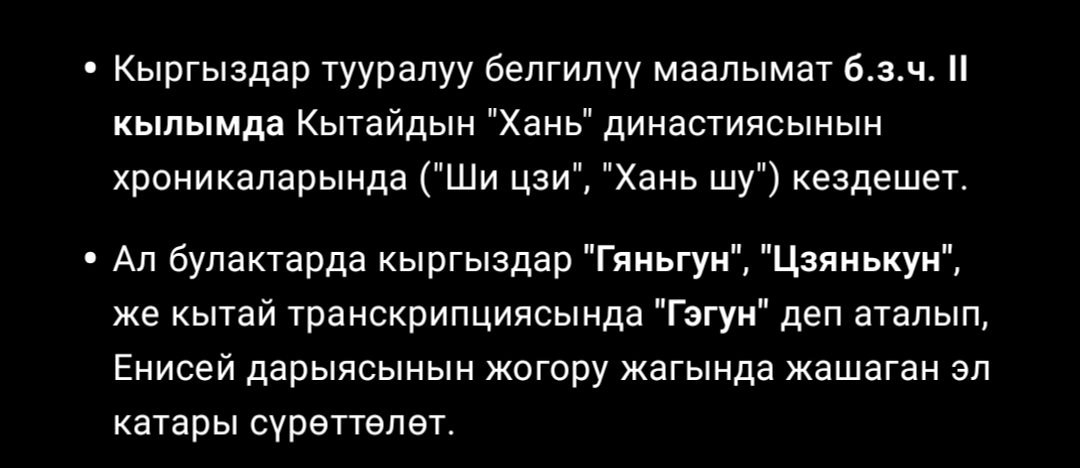 • Кыргыздар тууралуу белгилүү маалымат б.з.ч. II
кылымда Кытайдын "Хань" династиясынын
хроникаларында ("Ши цзи", "Хань шу") кездешет.
• Ал булактарда кыргыздар "Гяньгун", "Цзянькун",
же кытай транскрипциясында "Гэгун" деп аталып,
Енисей дарыясынын жогору жагында жашаган эл
катары сүрөттөлөт.